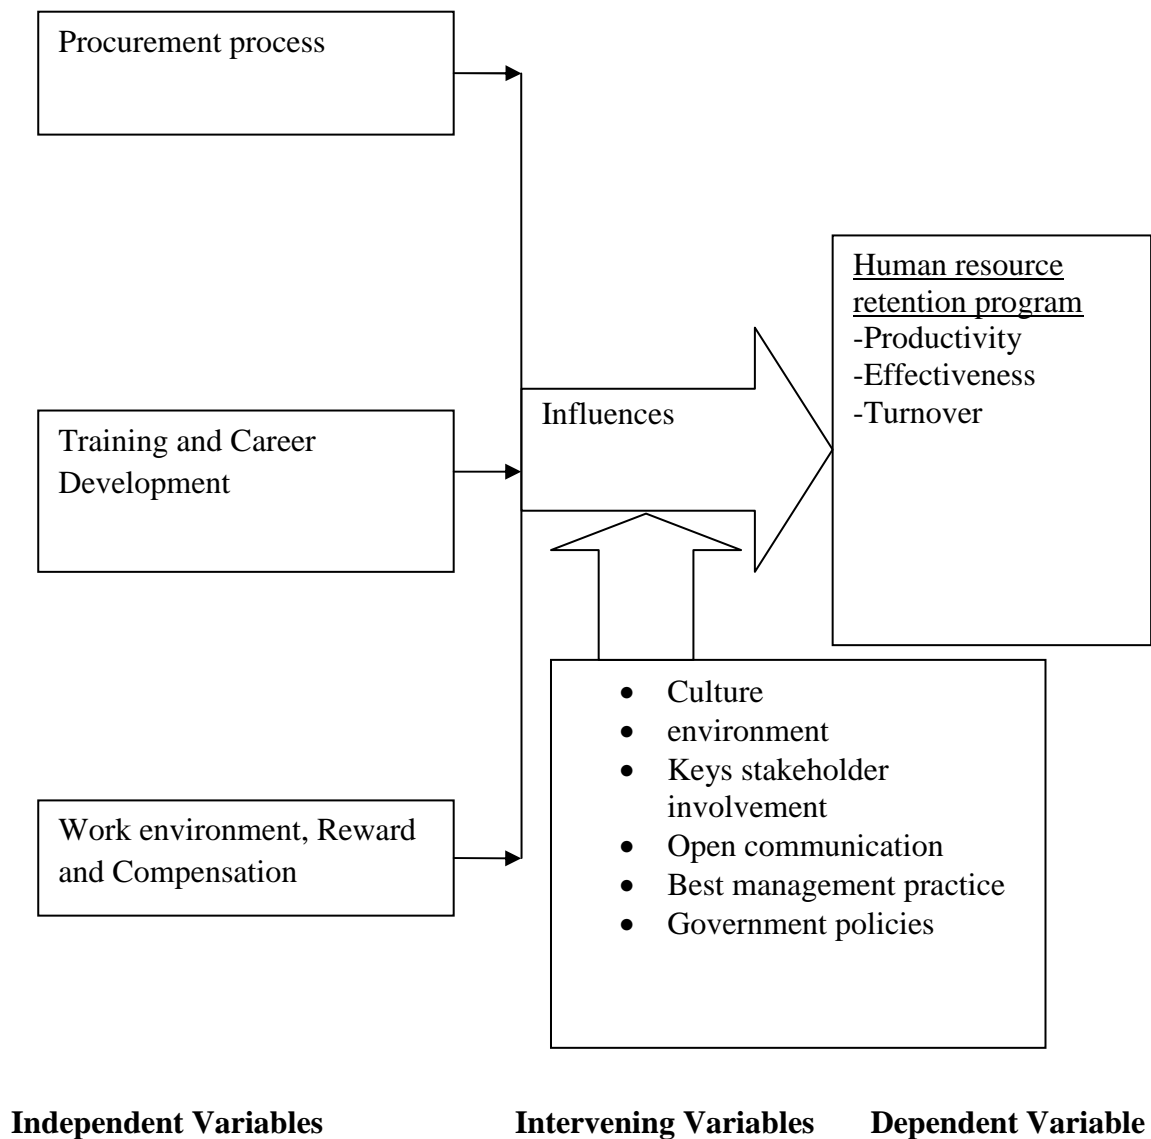 Procurement process
Training and Career
Development
Work environment, Reward
and Compensation
Influences
Human resource
retention program
-Productivity
-Effectiveness
-Turnover
• Culture
• environment
• Keys stakeholder
involvement
• Open communication
• Best management practice
• Government policies
Independent Variables
Intervening Variables
Dependent Variable